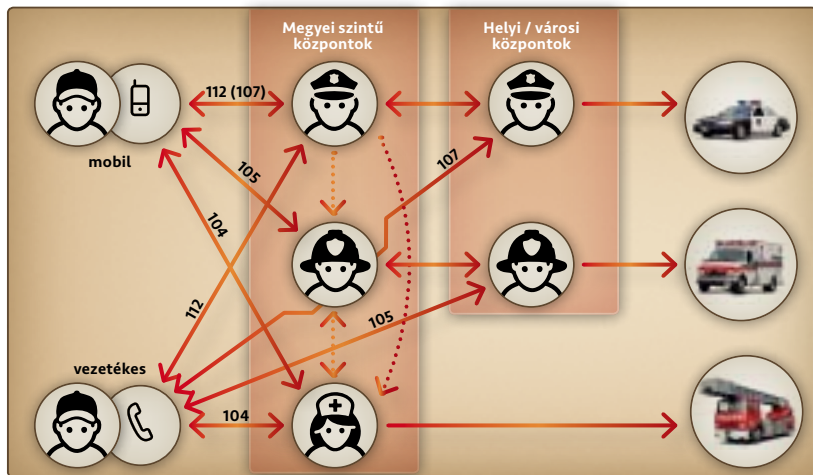 Megyei szintű
központok
Helyi / városi
központok
112 (107)
mobil
105
107
104
112
105
vezetékes
104